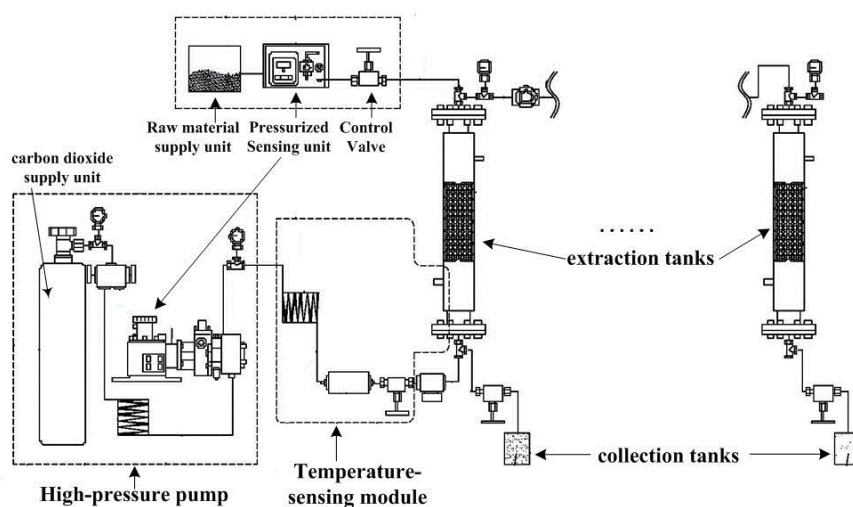 Raw material
supply unit
Pressurized
Sensing unit
Control
Valve
carbon dioxide
supply unit
......
extraction tanks
collection tanks
Temperature-
sensing module
High-pressure pump